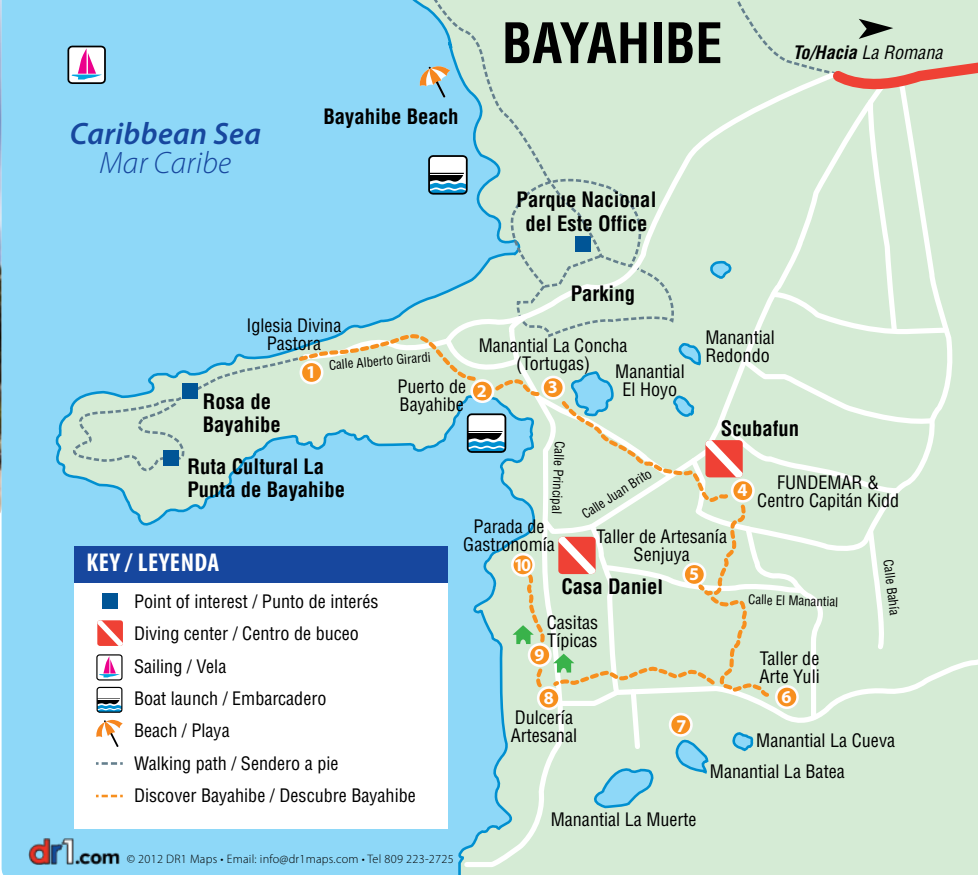 BAYAHIBE
To/Hacia La Romana
Bayahibe Beach
Caribbean Sea
Mar Caribe
Parque Nacional
del Este Office
Parking
Iglesia Divina
Pastora
1
Calle Alberto Girardi
Manantial La Concha
(Tortugas)
3
Manantial
Redondo
Manantial
El Hoyo
Puerto de
Bayahibe
2
Rosa de
Bayahibe
Ruta Cultural La
Punta de Bayahibe
Scubafun
4
FUNDEMAR &
Centro Capitán Kidd
Calle Principal
Calle Juan Brito
Parada de
Gastronomía
10
Taller de Artesanía
Senjuya
5
Casa Daniel
Calle El Manantial
Calle Bahía
Casitas
Típicas
9
Taller de
Arte Yuli
6
8
Dulcería
Artesanal
7
Manantial La Cueva
Manantial La Batea
Manantial La Muerte
KEY / LEYENDA
Point of interest / Punto de interés
Diving center / Centro de buceo
Sailing / Vela
Boat launch / Embarcadero
Beach / Playa
Walking path / Sendero a pie
Discover Bayahibe / Descubre Bayahibe
dr1.com © 2012 DR1 Maps • Email: info@dr1maps.com • Tel 809 223-2725